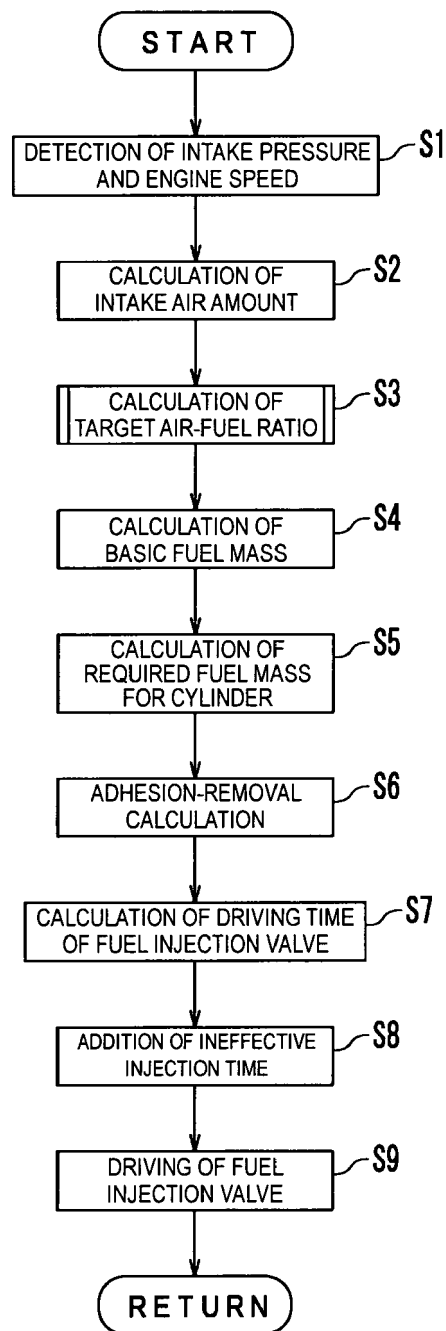 START
DETECTION OF INTAKE PRESSURE
AND ENGINE SPEED
S1
CALCULATION OF
INTAKE AIR AMOUNT
S2
CALCULATION OF
TARGET AIR-FUEL RATIO
S3
CALCULATION OF
BASIC FUEL MASS
S4
CALCULATION OF
REQUIRED FUEL MASS
FOR CYLINDER
S5
ADHESION-REMOVAL
CALCULATION
S6
CALCULATION OF DRIVING TIME
OF FUEL INJECTION VALVE
S7
ADDITION OF INEFFECTIVE
INJECTION TIME
S8
DRIVING OF FUEL
INJECTION VALVE
S9
RETURN